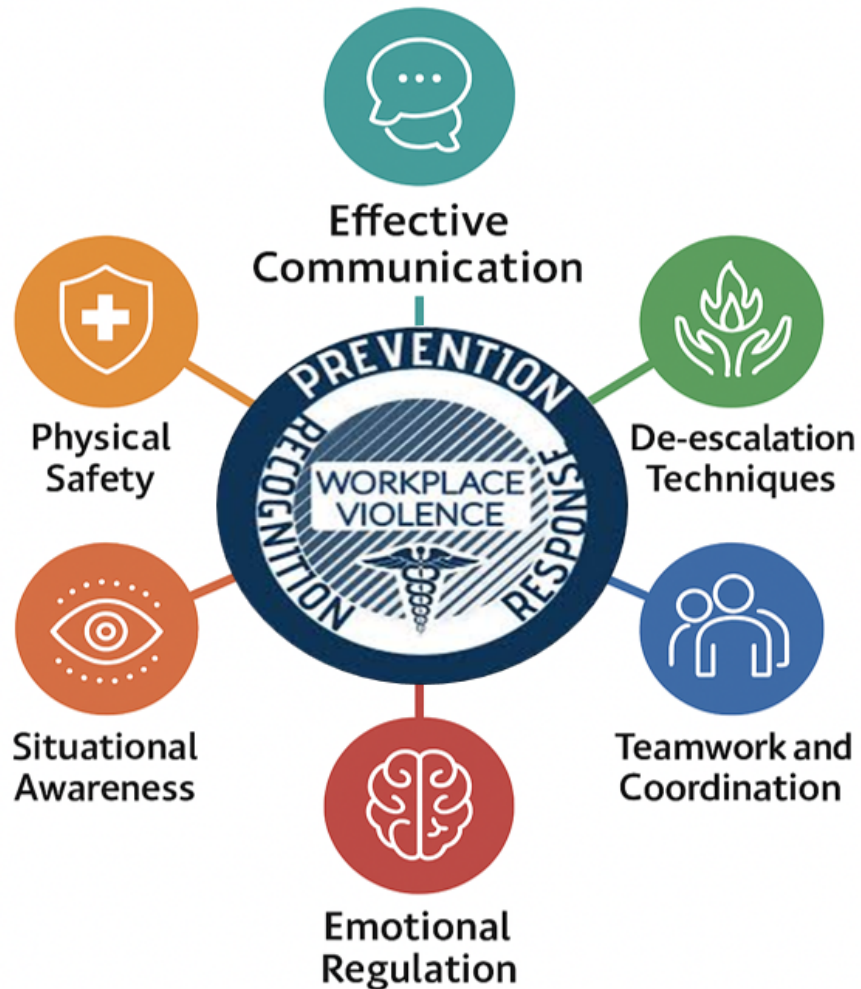 Effective
Communication
Physical
Safety
De-escalation
Techniques
PREVENTION
RECOGNITION
RESPONSE
WORKPLACE
VIOLENCE
Situational
Awareness
Teamwork and
Coordination
Emotional
Regulation